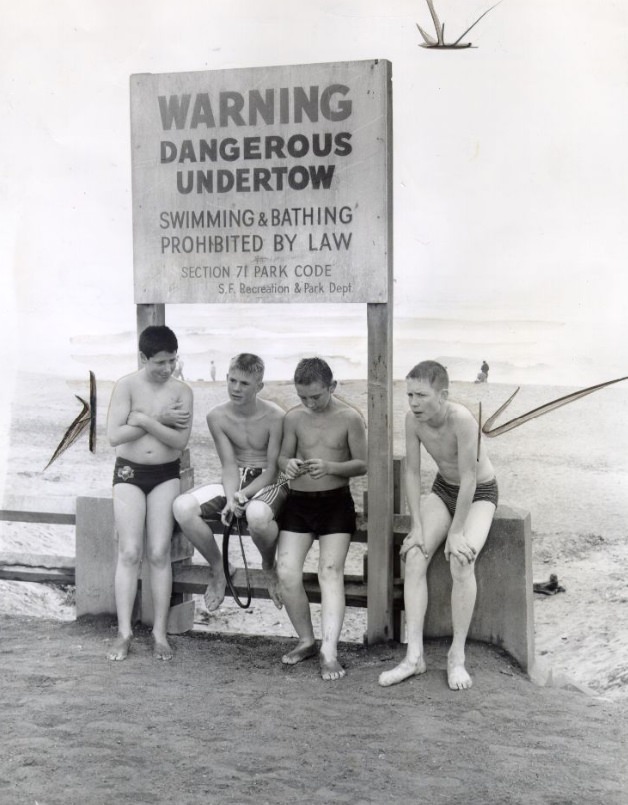 WARNING
DANGEROUS
UNDERTOW
SWIMMING & BATHING
PROHIBITED BY LAW
SECTION 71 PARK CODE
S.F. Recreation & Park Dept.